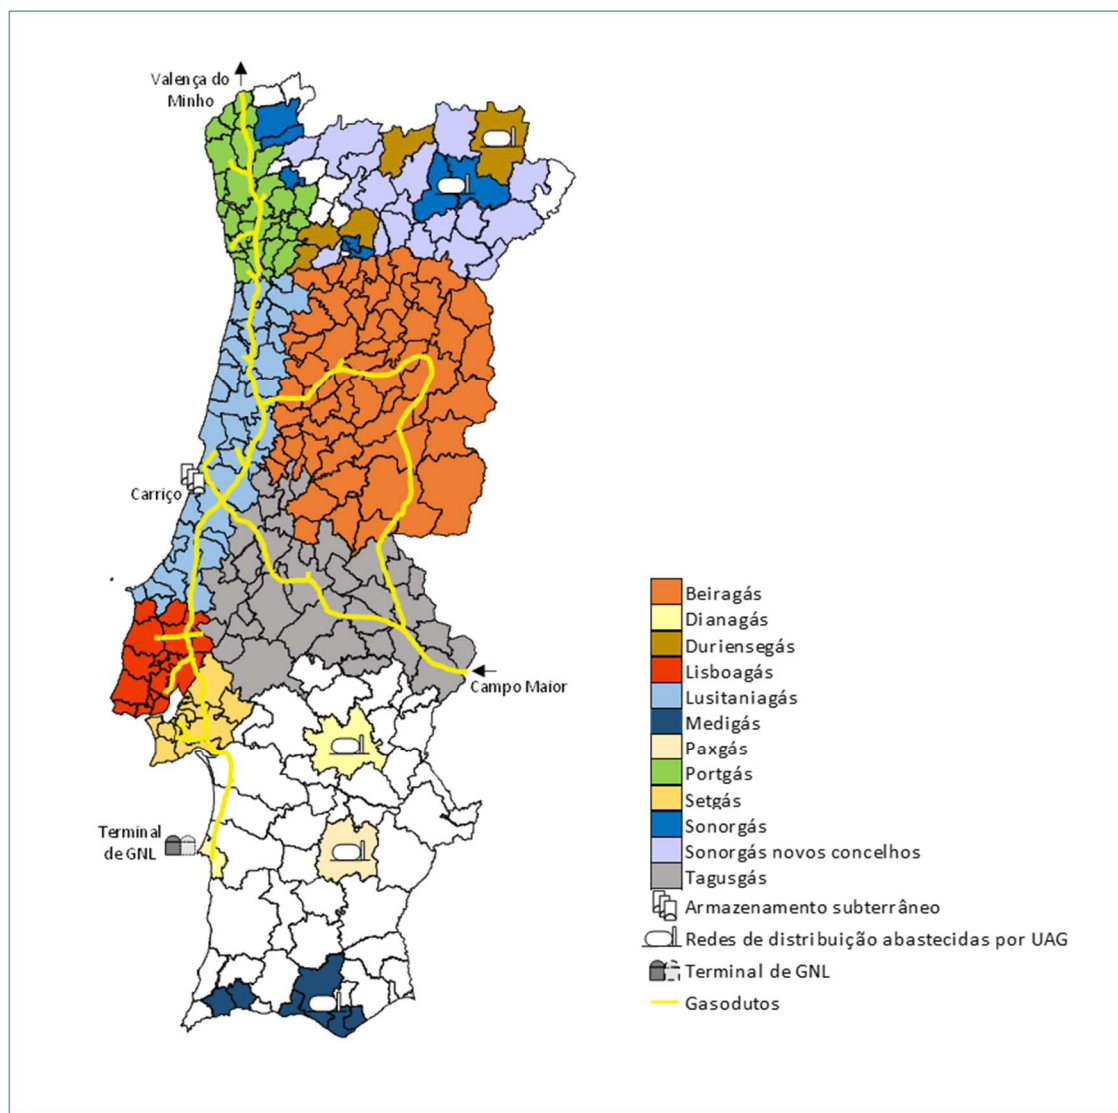 Valença do
Minho
Carriço
Campo Maior
Terminal
de GNL
Beiragás
Dianagás
Duriensegás
Lisboagás
Lusitaniagás
Medigás
Paxgás
Portgás
Setgás
Sonorgás
Sonorgás novos concelhos
Tagusgás
Armazenamento subterrâneo
Redes de distribuição abastecidas por UAG
Terminal de GNL
Gasodutos